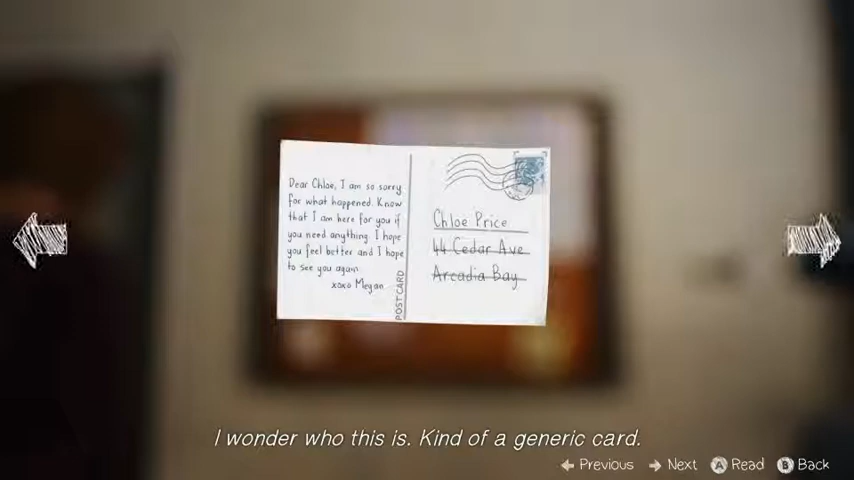 Dear Chloe, I am so sorry
for what happened. Know
that I am here for you if
you need anything. I hope
you feel better and I hope
to see you again
xoxo Megan
POSTCARD
Chloe Price
44 Cedar Ave
Arcadia Bay
I wonder who this is. Kind of a generic card.
Previous
Next
A Read
B Back